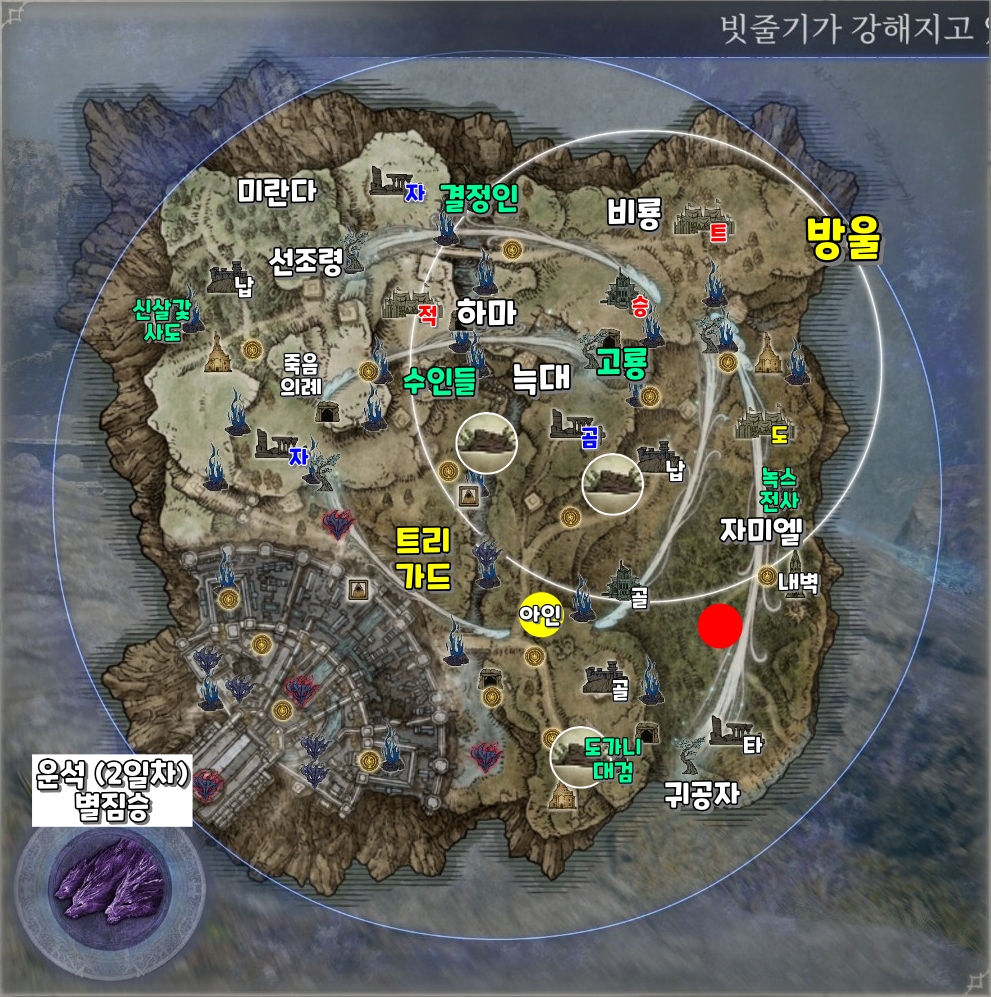 빗줄기가 강해지고
미란다
자
결정인
비룡
트
방울
선조령
납
신살갗
사도
적
하마
승
죽음
의례
수인들
늑대
고룡
자
곰
납
도
녹스
전사
자미엘
트리
가드
내벽
아인
골
골
도가니
대검
타
귀공자
운석 (2일차)
별짐승